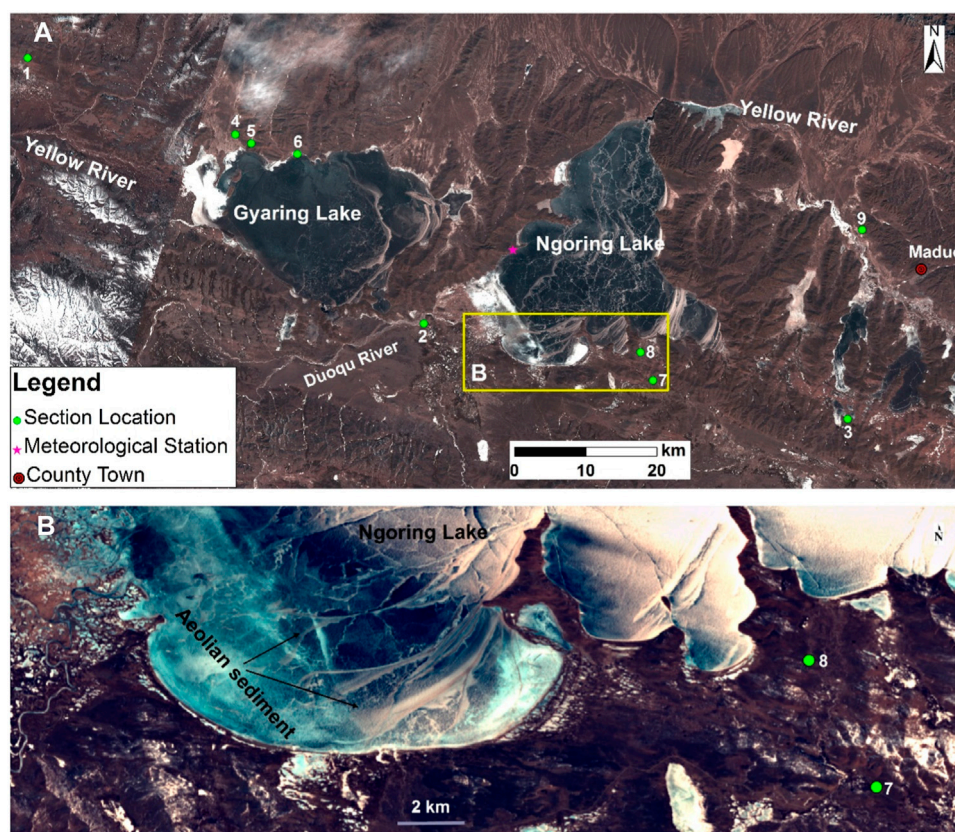 A
N
1
4
5
6
Yellow River
Yellow River
Gyaring Lake
Ngoring Lake
9
Maduo
2
Duoqu River
B
8
7
3
Legend
Section Location
Meteorological Station
County Town
km
0 10 20
B
Ngoring Lake
N
Aeolian sediment
8
7
2 km